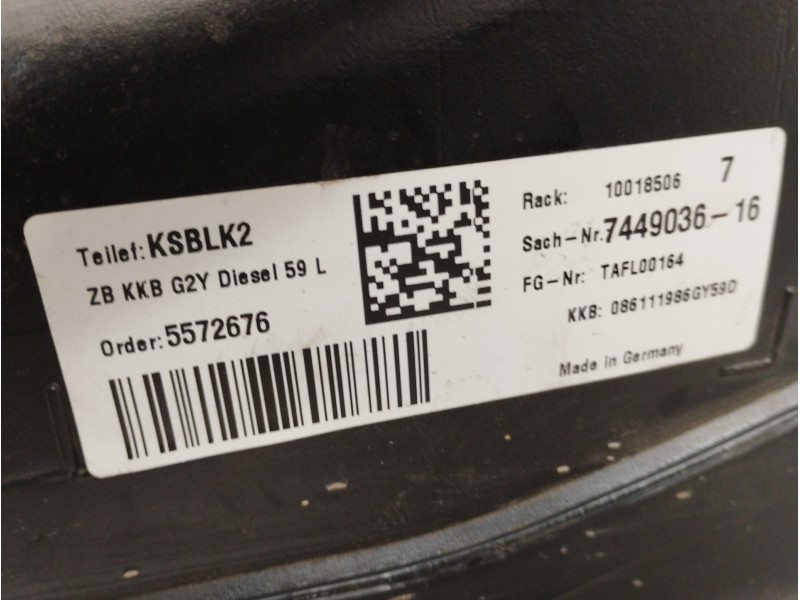 Teilef: KSBLK2
ZB KKB G2Y Diesel 59 L
Order: 5572676
Rack: 10018506 7
Sach-Nr. 7449036-16
FG-Nr: TAFL00164
KKB: 086111986GY59D
Made in Germany